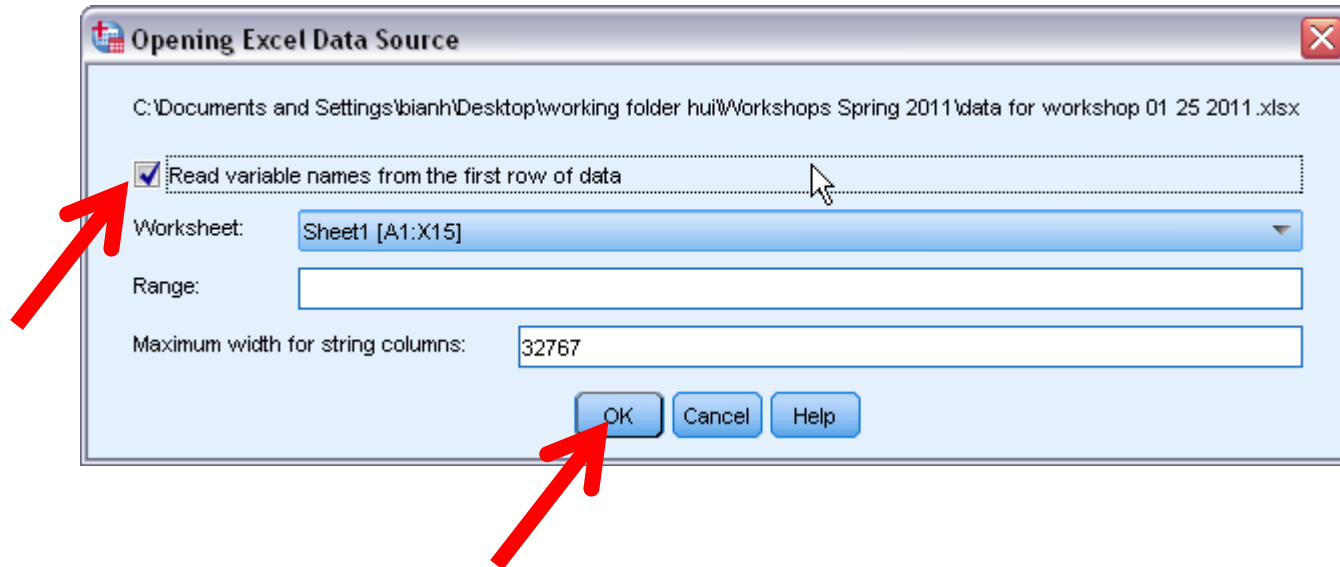 Opening Excel Data Source
C:\Documents and Settings\bianh\Desktop\working folder hui\Workshops Spring 2011\data for workshop 01 25 2011.xlsx
Read variable names from the first row of data
Worksheet: Sheet1 [A1:X15]
Range:
Maximum width for string columns: 32767
OK Cancel Help